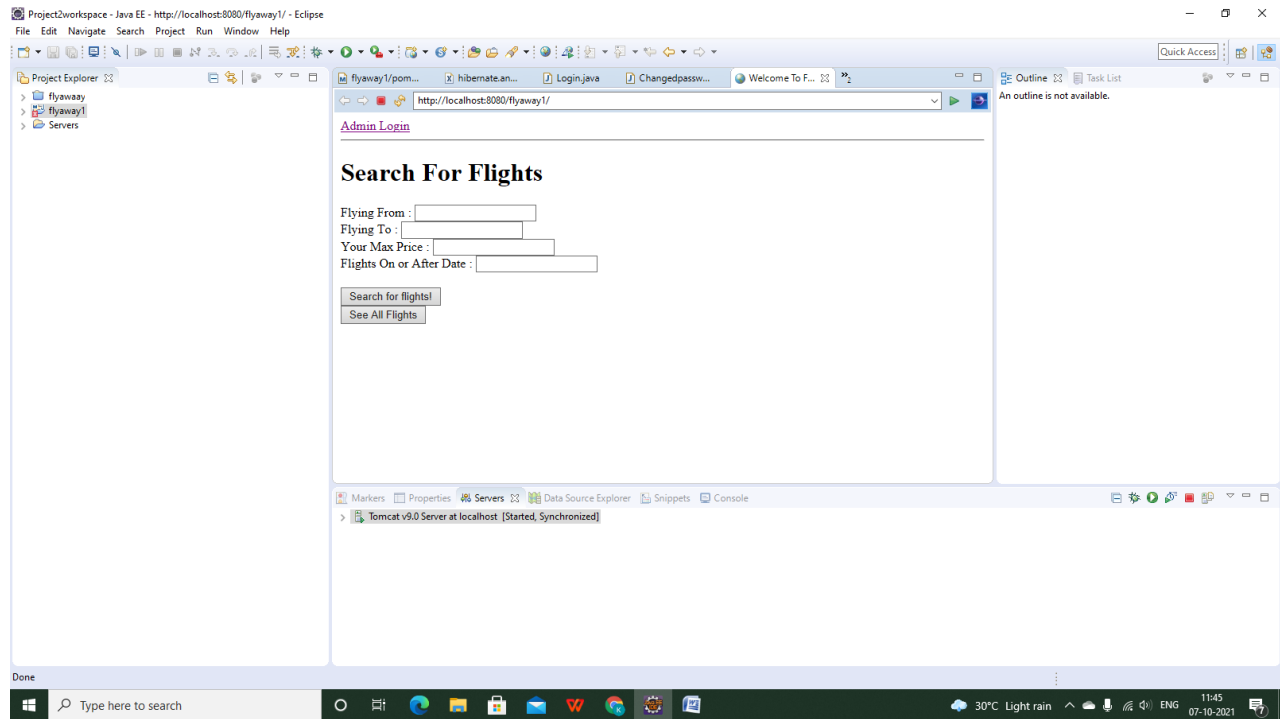 Project2workspace - Java EE - http://localhost:8080/flyaway1/ - Eclipse
File Edit Navigate Search Project Run Window Help
Quick Access
Project Explorer
flyawaay
flyaway1
Servers
flyaway1/pom... hibernate.an... Login.java Changedpassw... Welcome To F... »2
http://localhost:8080/flyaway1/
Admin Login
Search For Flights
Flying From :
Flying To :
Your Max Price :
Flights On or After Date :
Search for flights!
See All Flights
Outline Task List
An outline is not available.
Markers Properties Servers Data Source Explorer Snippets Console
Tomcat v9.0 Server at localhost [Started, Synchronized]
Done
Type here to search
30°C Light rain ENG 11:45
07-10-2021